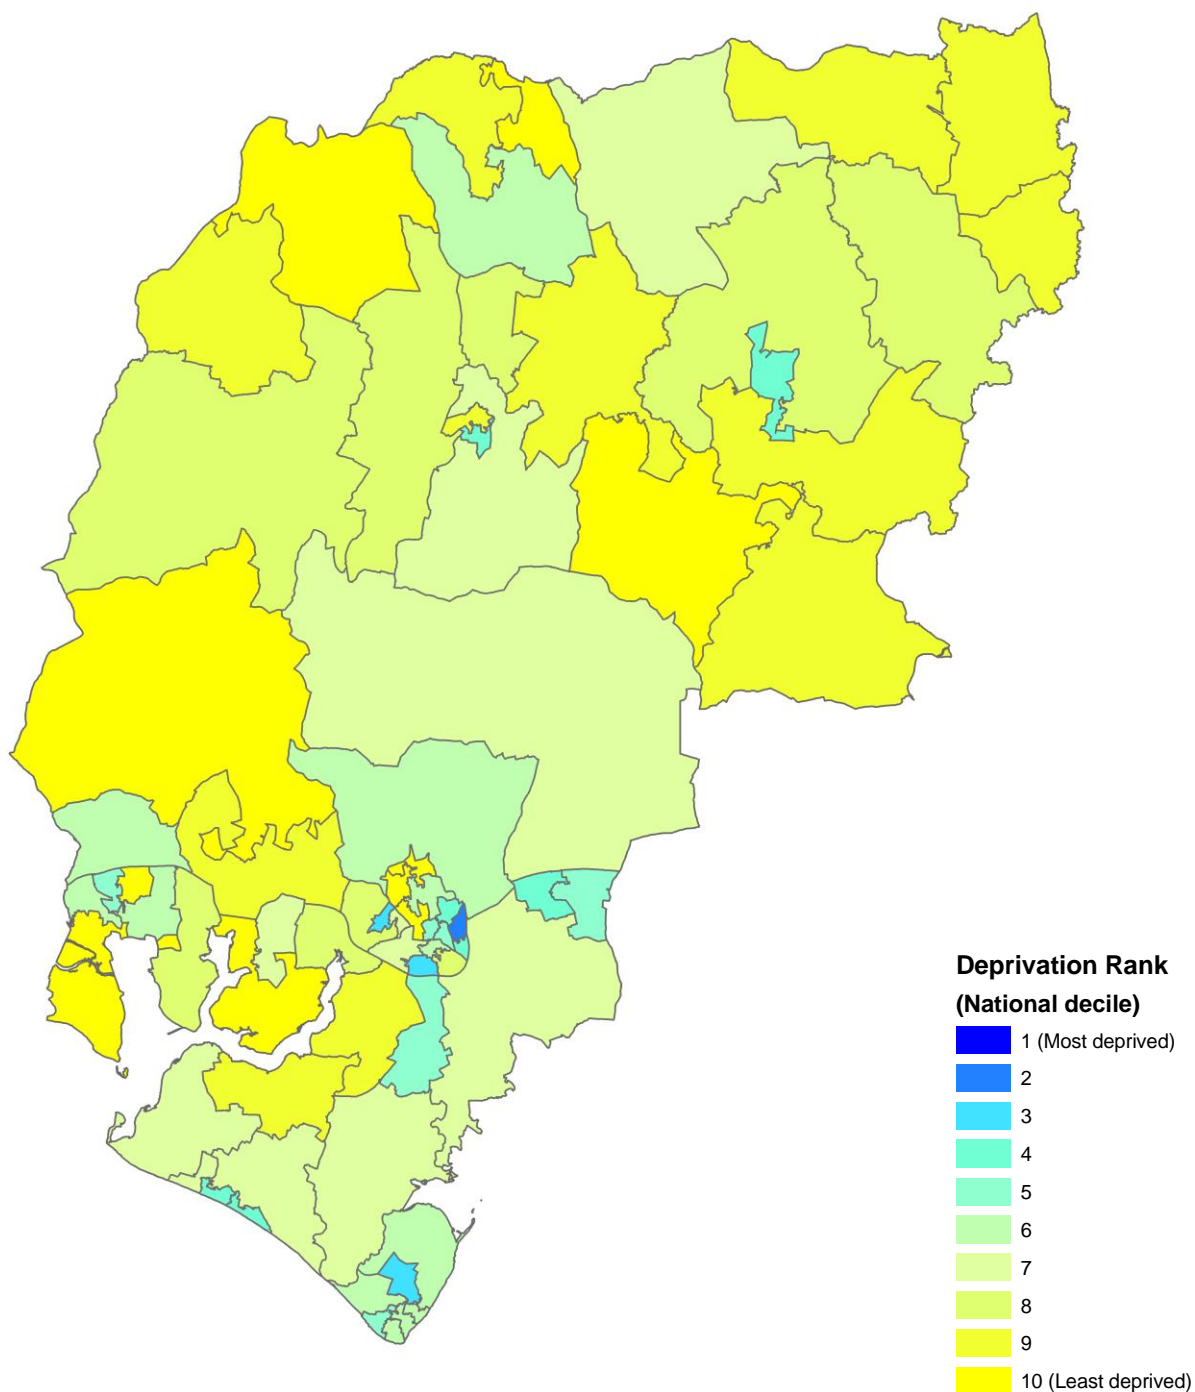 Deprivation Rank
(National decile)
1 (Most deprived)
2
3
4
5
6
7
8
9
10 (Least deprived)